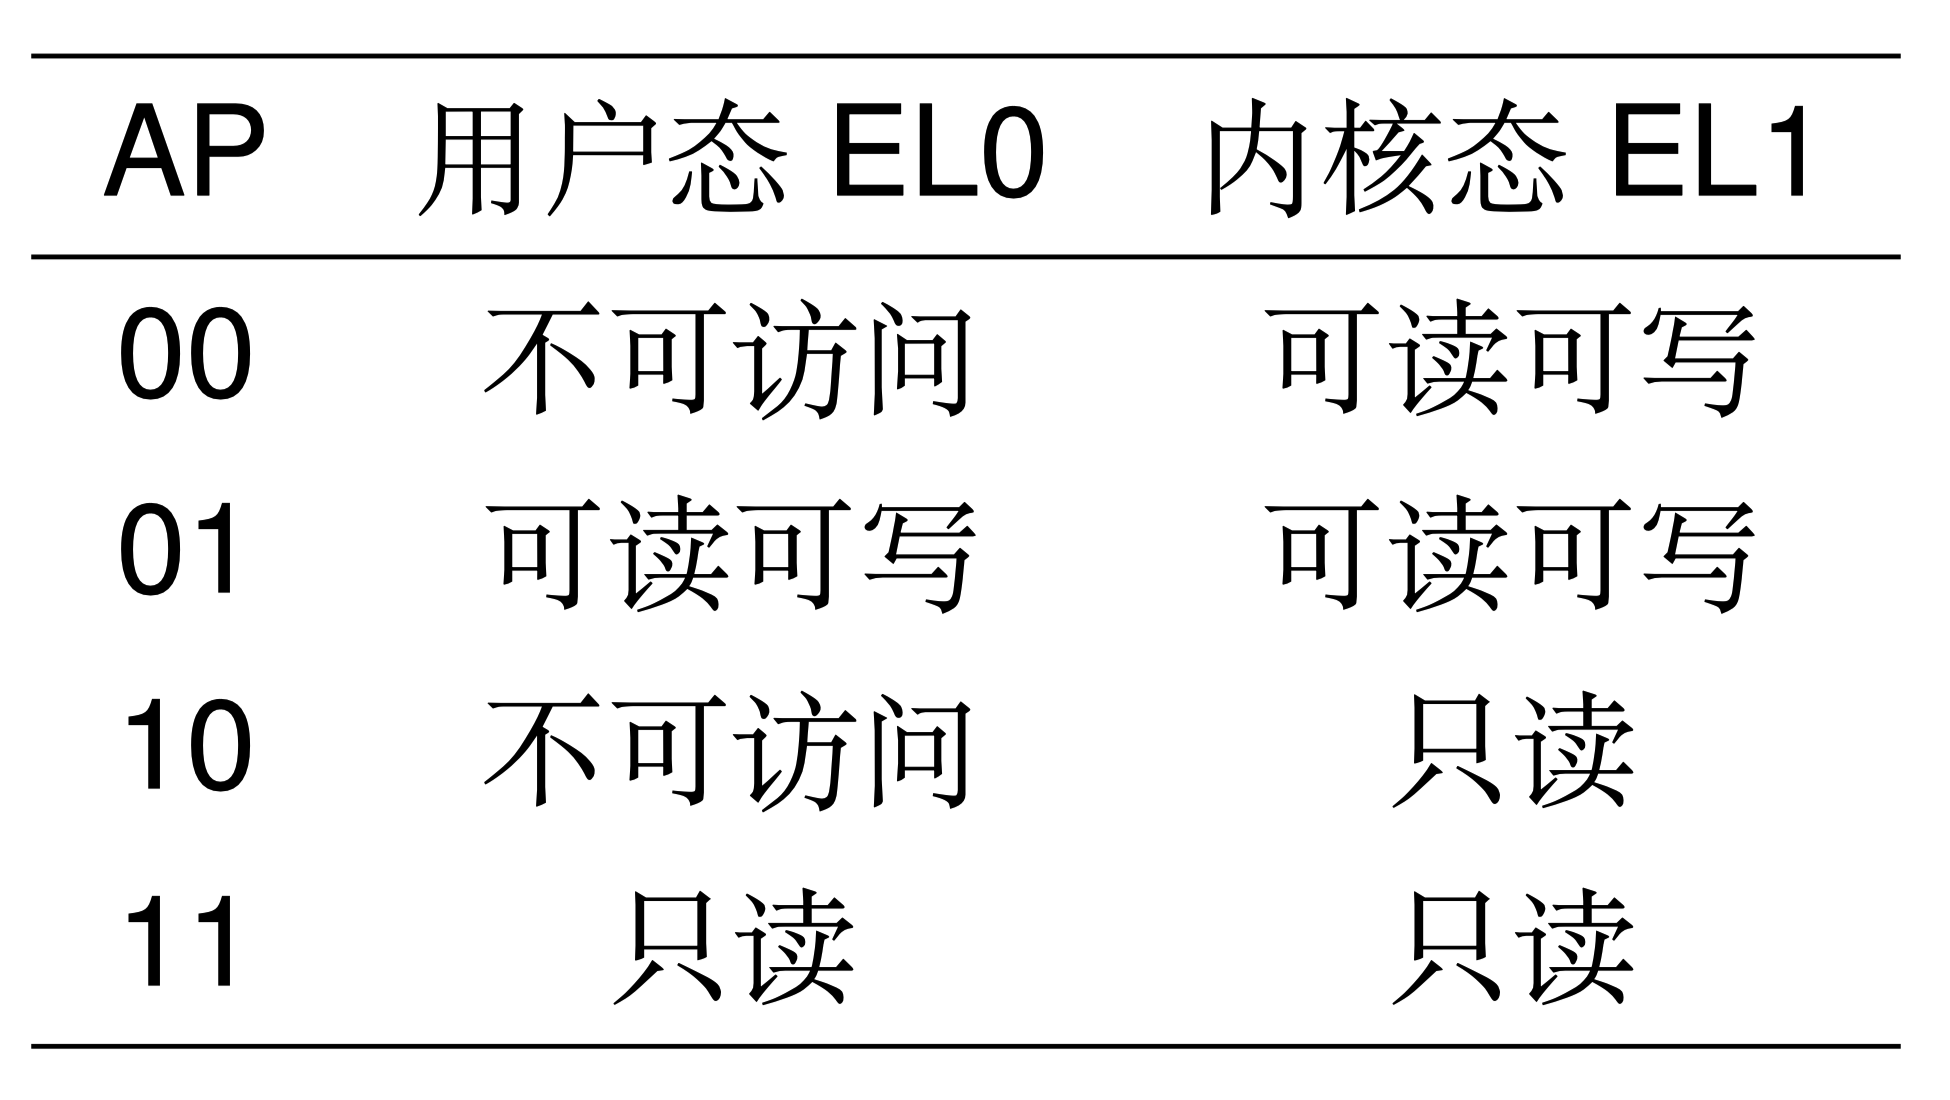 AP 用户态 EL0 内核态 EL1
00 不可访问 可读可写
01 可读可写 可读可写
10 不可访问 只读
11 只读 只读